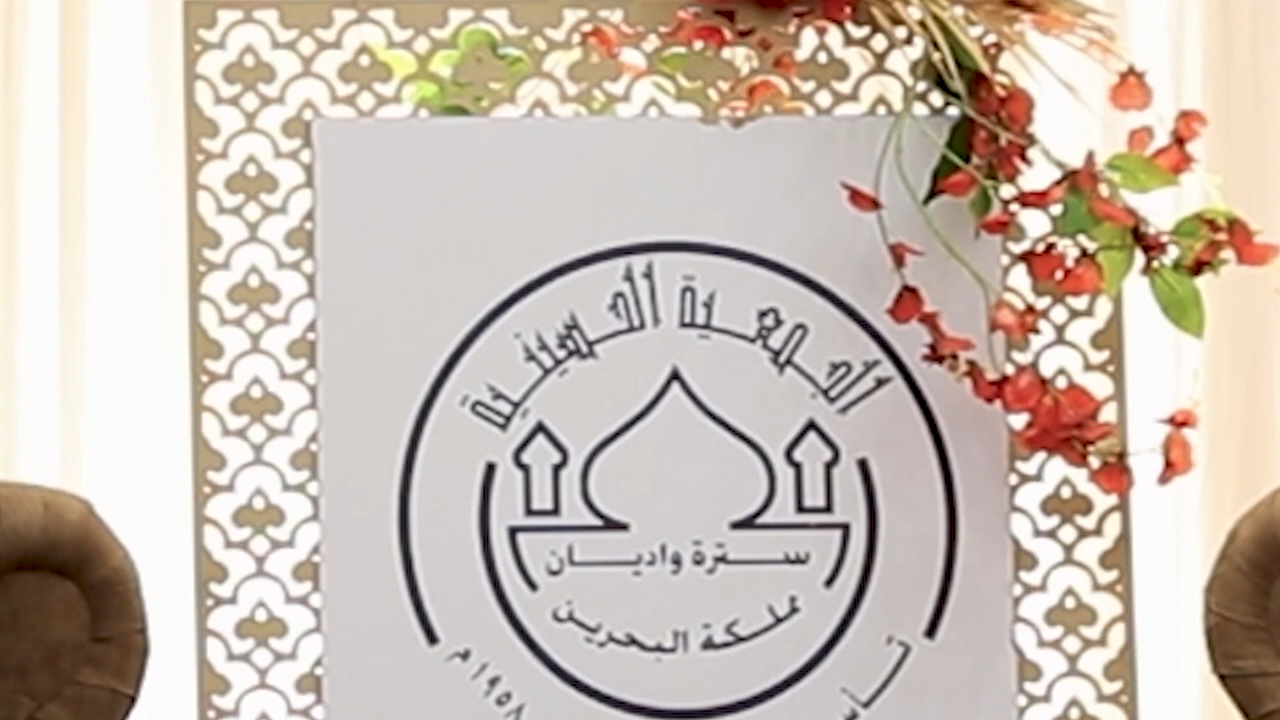 الجمعية الحسينية
سترة واديان
مملكة البحرين
١٩٥٨م